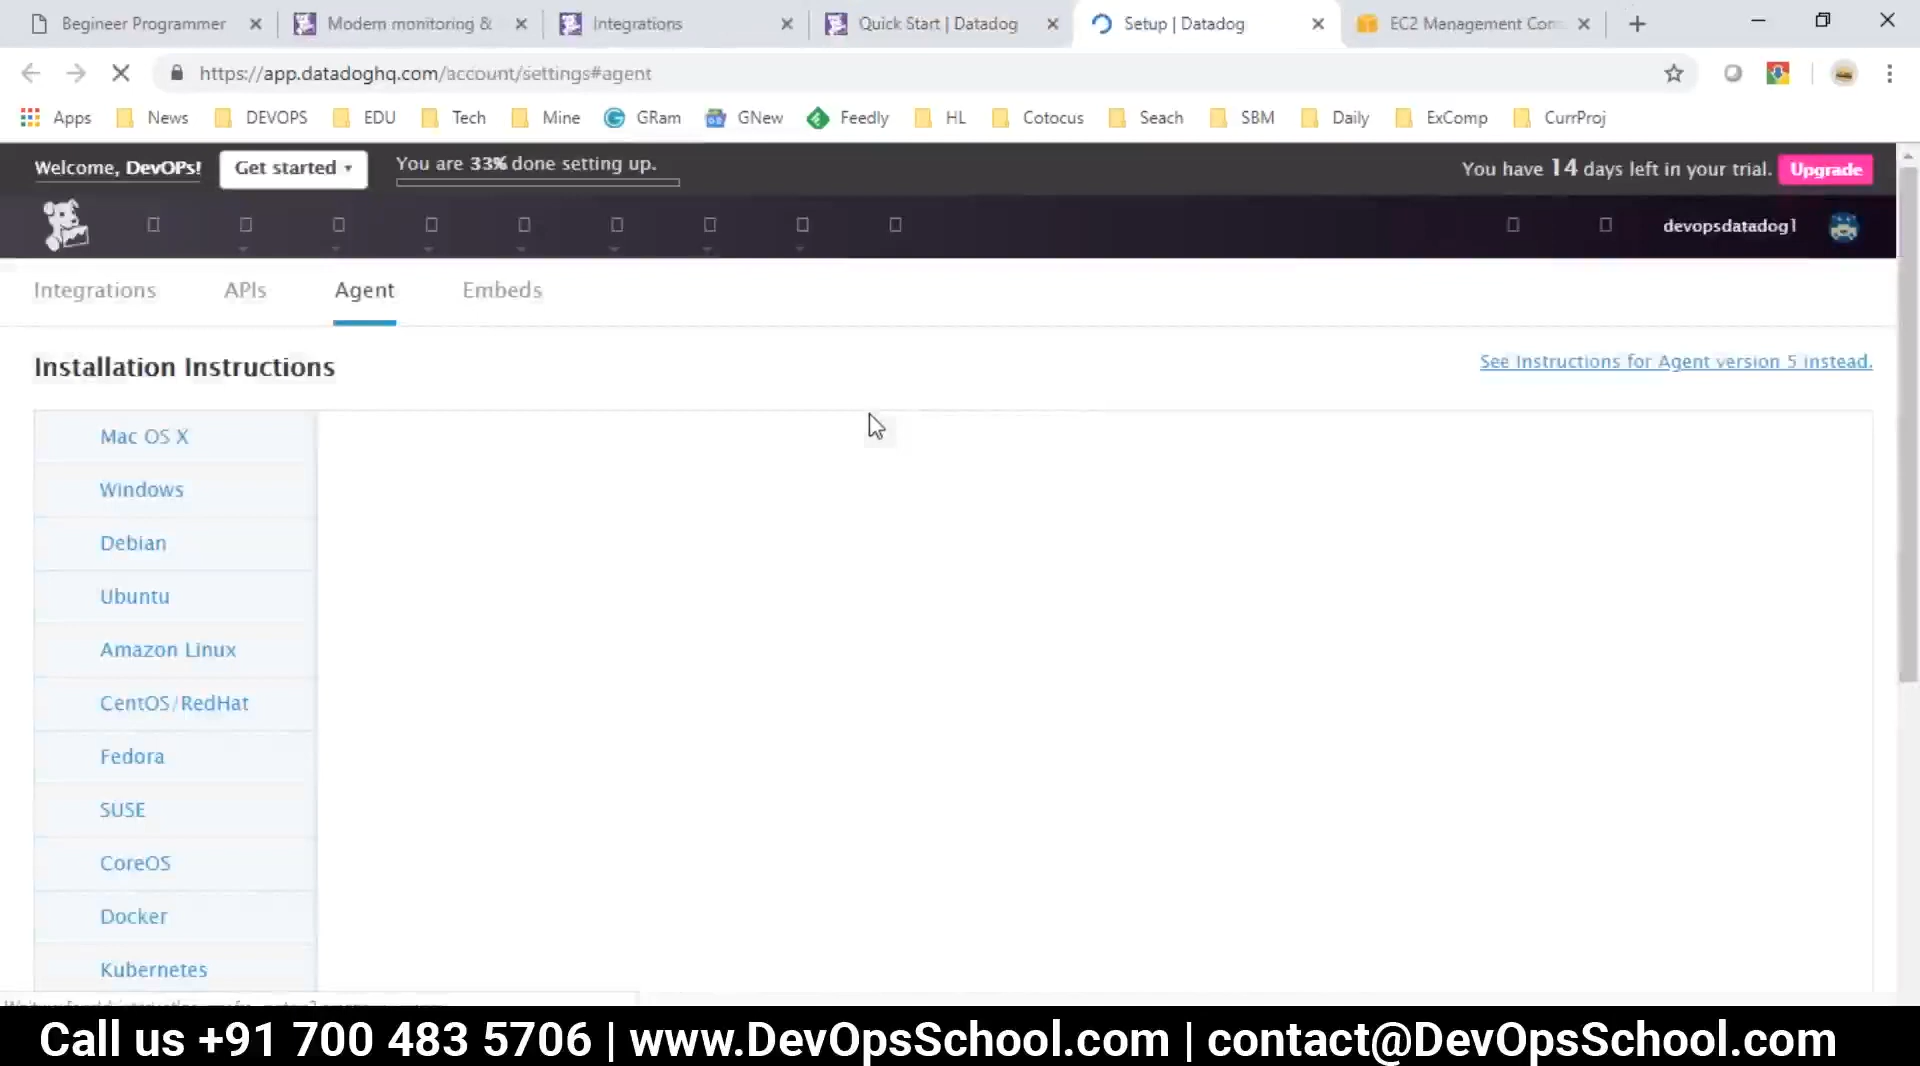 Begineer Programmer
Modern monitoring &
Integrations
Quick Start | Datadog
Setup | Datadog
EC2 Management Con
https://app.datadoghq.com/account/settings#agent
Apps News DEVOPS EDU Tech Mine GRam GNew Feedly HL Cotocus Seach SBM Daily ExComp CurrProj
Welcome, DevOPs! Get started You are 33% done setting up. You have 14 days left in your trial. Upgrade
devopsdatadog1
Integrations APIs Agent Embeds
Installation Instructions
See Instructions for Agent version 5 instead.
Mac OS X
Windows
Debian
Ubuntu
Amazon Linux
CentOS/RedHat
Fedora
SUSE
CoreOS
Docker
Kubernetes
Call us +91 700 483 5706 | www.DevOpsSchool.com | contact@DevOpsSchool.com